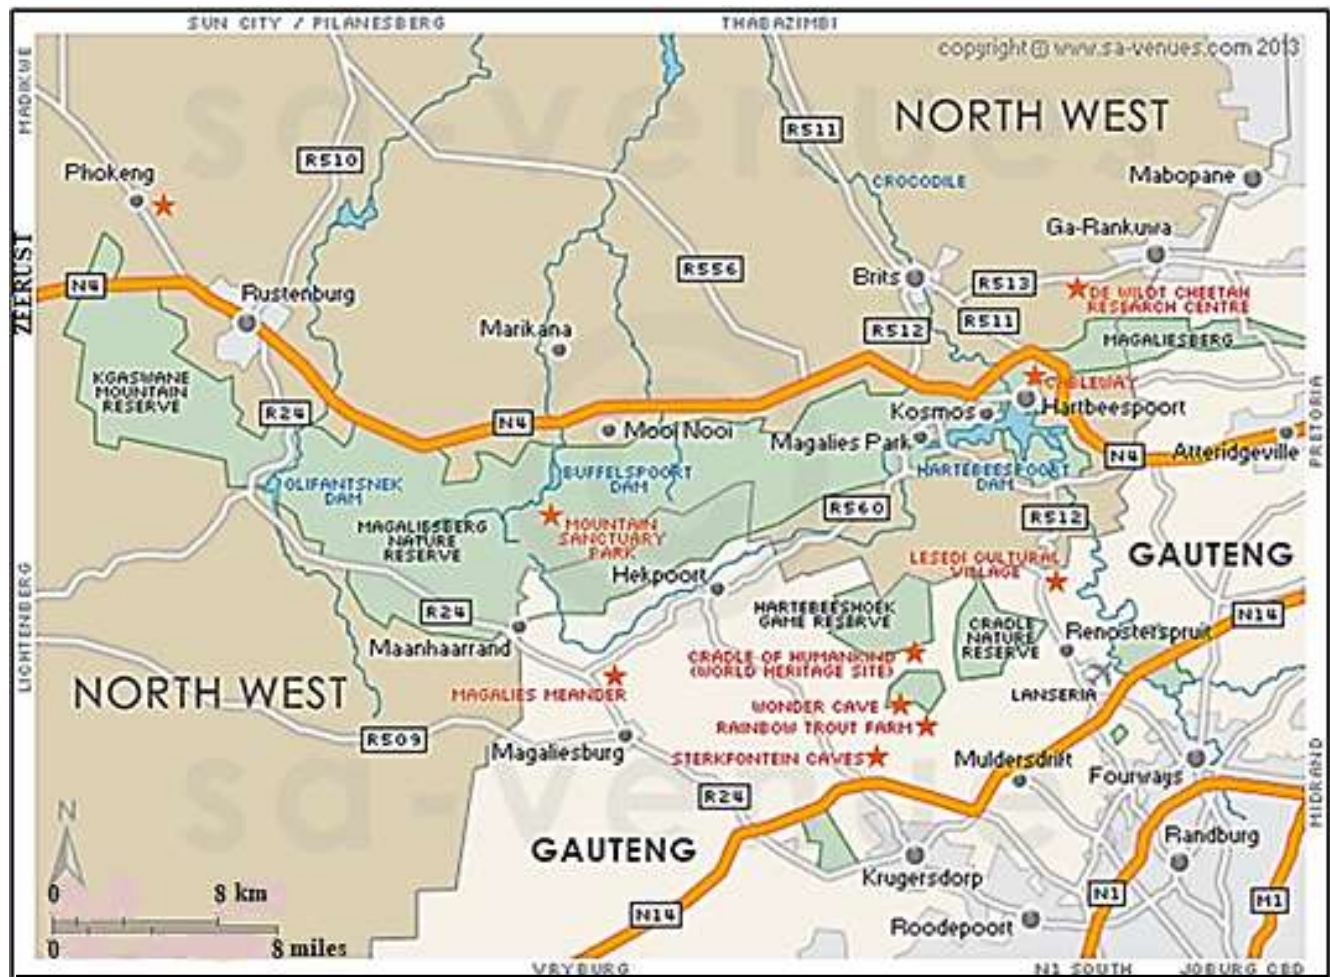 SUN CITY / PILANESBERG
THABAZIMBI
copyright © www.sa-venues.com 2013
MADIKWE
sa-venues
NORTH WEST
R511
R510
Phokeng
CROCODILE
Mabopane
Ga-Rankuwa
ZEERUST
R556
Brits
R513
N4
Rustenburg
DE WILDT CHEETAH
RESEARCH CENTRE
Marikana
R512
R511
MAGALIESBERG
KGASWANE
MOUNTAIN
RESERVE
CABLEWAY
R24
N4
Kosmos
Hartbeespoort
PRETORIA
Mooi Nooi
Magalies Park
N4
Atteridgeville
OLIFANTSNEK
DAM
BUFFELSPOORT
DAM
HARTEBEESPOORT
DAM
R560
R512
MAGALIESBERG
NATURE
RESERVE
MOUNTAIN
SANCTUARY
PARK
GAUTENG
LESEDI CULTURAL
VILLAGE
LICHTENBERG
Hekpoort
R24
HARTEBEESHOEK
GAME RESERVE
N14
CRADLE
NATURE
RESERVE
Renosterspruit
Maanhaarrand
CRADLE OF HUMANKIND
(WORLD HERITAGE SITE)
NORTH WEST
MAGALIES MEANDER
LANSERIA
WONDER CAVE
RAINBOW TROUT FARM
R509
Magaliesburg
STERKFONTEIN CAVES
Muldersdrift
Fourways
MIDRAND
sa-venue
R24
N
GAUTENG
Randburg
Krugersdorp
0 8 km
N1
M1
N14
Roodepoort
0 8 miles
VRYBURG
N1 SOUTH
JOBURG CBD